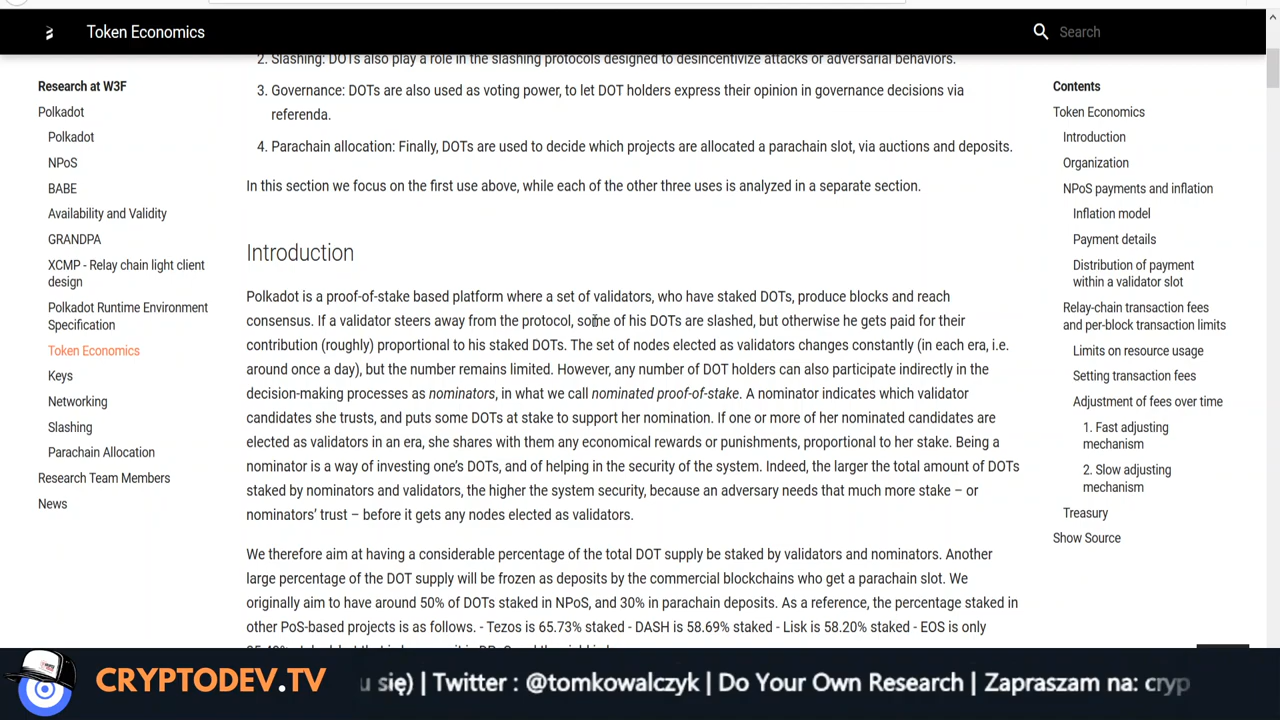 Token Economics
Search
2. Slashing: DOTs also play a role in the slashing protocols designed to desincentivize attacks or adversarial behaviors.
3. Governance: DOTs are also used as voting power, to let DOT holders express their opinion in governance decisions via
referenda.
4. Parachain allocation: Finally, DOTs are used to decide which projects are allocated a parachain slot, via auctions and deposits.
In this section we focus on the first use above, while each of the other three uses is analyzed in a separate section.
Introduction
Polkadot is a proof-of-stake based platform where a set of validators, who have staked DOTs, produce blocks and reach
consensus. If a validator steers away from the protocol, some of his DOTs are slashed, but otherwise he gets paid for their
contribution (roughly) proportional to his staked DOTs. The set of nodes elected as validators changes constantly (in each era, i.e.
around once a day), but the number remains limited. However, any number of DOT holders can also participate indirectly in the
decision-making processes as nominators, in what we call nominated proof-of-stake. A nominator indicates which validator
candidates she trusts, and puts some DOTs at stake to support her nomination. If one or more of her nominated candidates are
elected as validators in an era, she shares with them any economical rewards or punishments, proportional to her stake. Being a
nominator is a way of investing one's DOTs, and of helping in the security of the system. Indeed, the larger the total amount of DOTs
staked by nominators and validators, the higher the system security, because an adversary needs that much more stake – or
nominators' trust – before it gets any nodes elected as validators.
We therefore aim at having a considerable percentage of the total DOT supply be staked by validators and nominators. Another
large percentage of the DOT supply will be frozen as deposits by the commercial blockchains who get a parachain slot. We
originally aim to have around 50% of DOTs staked in NPoS, and 30% in parachain deposits. As a reference, the percentage staked in
other PoS-based projects is as follows. - Tezos is 65.73% staked - DASH is 58.69% staked - Lisk is 58.20% staked - EOS is only
Research at W3F
Polkadot
Polkadot
NPoS
BABE
Availability and Validity
GRANDPA
XCMP - Relay chain light client
design
Polkadot Runtime Environment
Specification
Token Economics
Keys
Networking
Slashing
Parachain Allocation
Research Team Members
News
Contents
Token Economics
Introduction
Organization
NPoS payments and inflation
Inflation model
Payment details
Distribution of payment
within a validator slot
Relay-chain transaction fees
and per-block transaction limits
Limits on resource usage
Setting transaction fees
Adjustment of fees over time
1. Fast adjusting
mechanism
2. Slow adjusting
mechanism
Treasury
Show Source
CRYPTODEV.TV
u się) | Twitter : @tomkowalczyk | Do Your Own Research | Zapraszam na: cryp